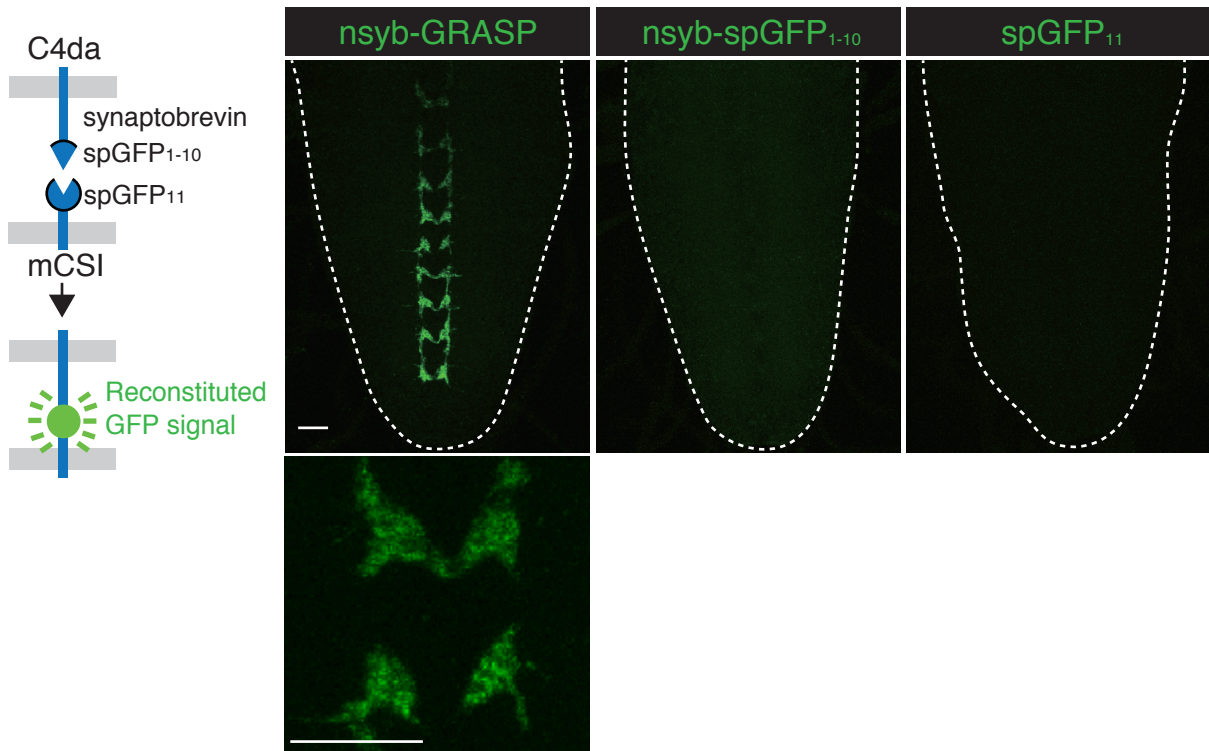 C4da
synaptobrevin
spGFP1-10
spGFP11
mCSI
Reconstituted
GFP signal
nsyb-GRASP
nsyb-spGFP1-10
spGFP11